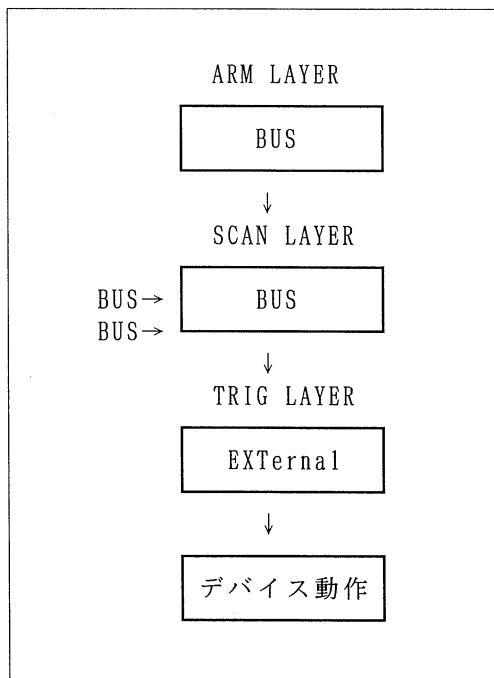 ARM LAYER
BUS
↓
SCAN LAYER
BUS→
BUS
BUS→
↓
TRIG LAYER
EXTernal
↓
デバイス動作